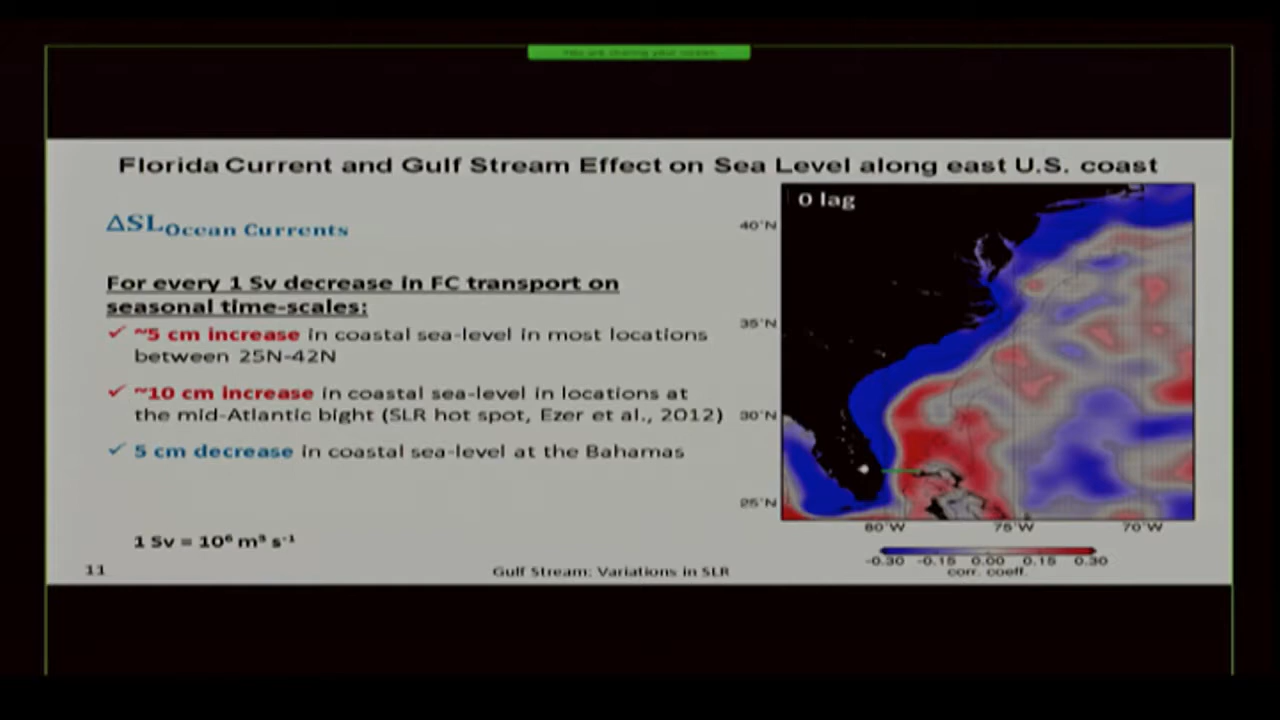 You are sharing your screen
Florida Current and Gulf Stream Effect on Sea Level along east U.S. coast
ΔSLOcean Currents
For every 1 Sv decrease in FC transport on
seasonal time-scales:
✓ ~5 cm increase in coastal sea-level in most locations
between 25N-42N
✓ ~10 cm increase in coastal sea-level in locations at
the mid-Atlantic bight (SLR hot spot, Ezer et al., 2012)
✓ 5 cm decrease in coastal sea-level at the Bahamas
1 Sv = 10⁶ m³ s⁻¹
11
Gulf Stream: Variations in SLR
0 lag
40°N
35°N
30°N
25°N
80°W 75°W 70°W
-0.30 -0.15 0.00 0.15 0.30
corr. coeff.